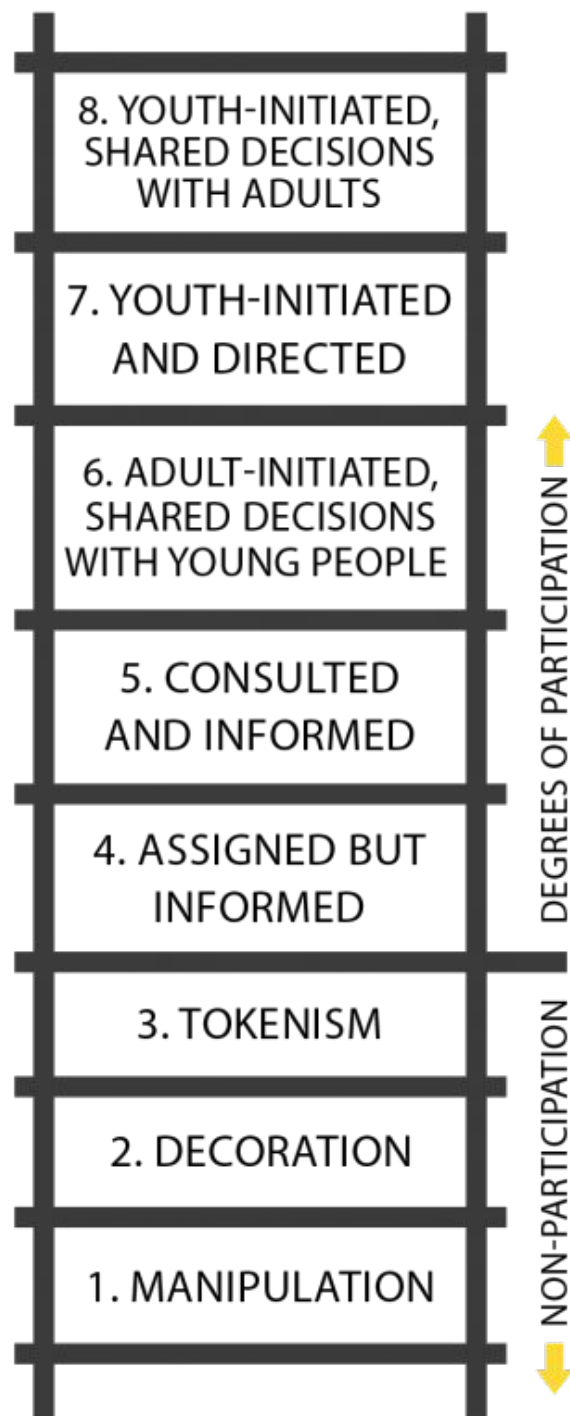 8. YOUTH-INITIATED,
SHARED DECISIONS
WITH ADULTS
7. YOUTH-INITIATED
AND DIRECTED
6. ADULT-INITIATED,
SHARED DECISIONS
WITH YOUNG PEOPLE
5. CONSULTED
AND INFORMED
4. ASSIGNED BUT
INFORMED
3. TOKENISM
2. DECORATION
1. MANIPULATION
DEGREES OF PARTICIPATION
NON-PARTICIPATION